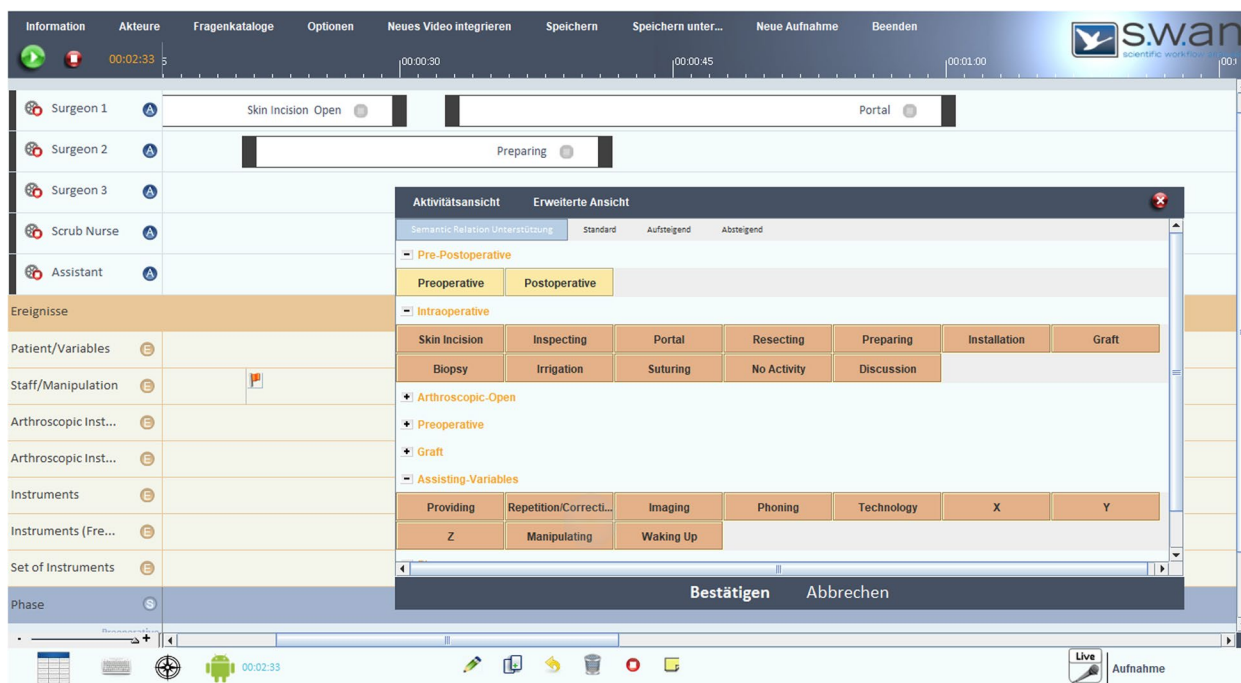 Information Akteure Fragenkataloge Optionen Neues Video integrieren Speichern Speichern unter... Neue Aufnahme Beenden
s.w.an
scientific workflow
00:02:33 5 00:00:30 00:00:45 00:01:00
Surgeon 1 A Skin Incision Open Portal
Surgeon 2 A Preparing
Surgeon 3 A
Aktivitätsansicht Erweiterte Ansicht
Scrub Nurse A
Semantic Relation Unterstützung Standard Aufsteigend Absteigend
Pre-Postoperative
Assistant A
Preoperative Postoperative
Ereignisse
Intraoperative
Patient/Variables E
Skin Incision Inspecting Portal Resecting Preparing Installation Graft
Staff/Manipulation E
Biopsy Irrigation Suturing No Activity Discussion
Arthroscopic-Open
Arthroscopic Inst... E
Preoperative
Arthroscopic Inst... E
Graft
Assisting-Variables
Instruments E
Providing Repetition/Correcti... Imaging Phoning Technology X Y
Instruments (Fre... E
Z Manipulating Waking Up
Set of Instruments E
Bestätigen Abbrechen
Phase S
00:02:33
Live
Aufnahme